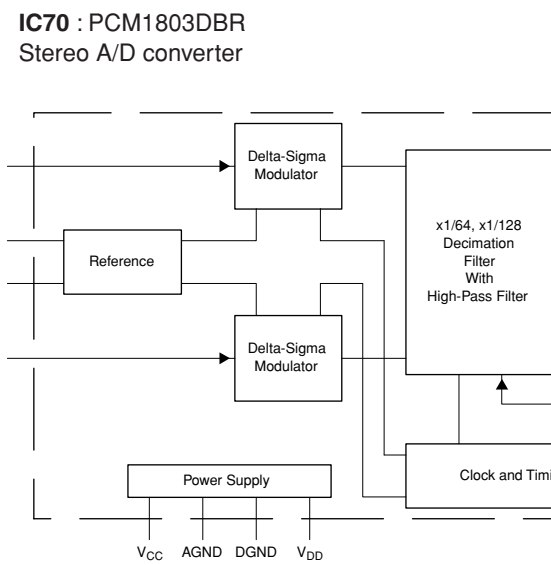 IC70 : PCM1803DBR
Stereo A/D converter
Delta-Sigma
Modulator
x1/64, x1/128
Decimation
Filter
With
High-Pass Filter
Reference
Delta-Sigma
Modulator
Power Supply
Clock and Timi
VCC AGND DGND VDD